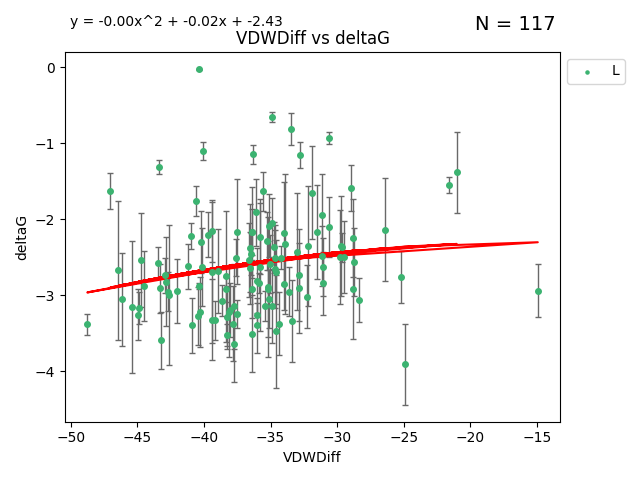 y = -0.00x^2 + -0.02x + -2.43
N = 117
VDWDiff vs deltaG
L
deltaG
0
−1
−2
−3
−4
−50
−45
−40
−35
−30
−25
−20
−15
VDWDiff